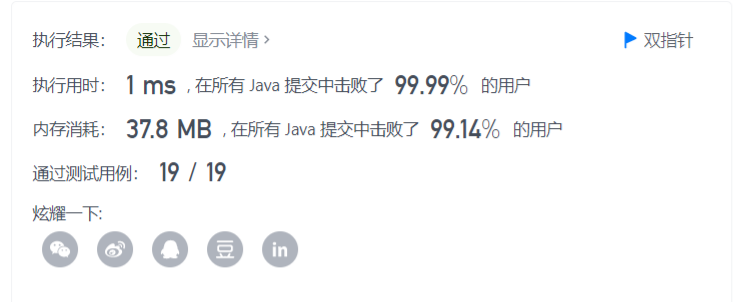 执行结果： 通过 显示详情 > 双指针
执行用时： 1 ms , 在所有 Java 提交中击败了 99.99% 的用户
内存消耗： 37.8 MB , 在所有 Java 提交中击败了 99.14% 的用户
通过测试用例： 19 / 19
炫耀一下:
豆 in